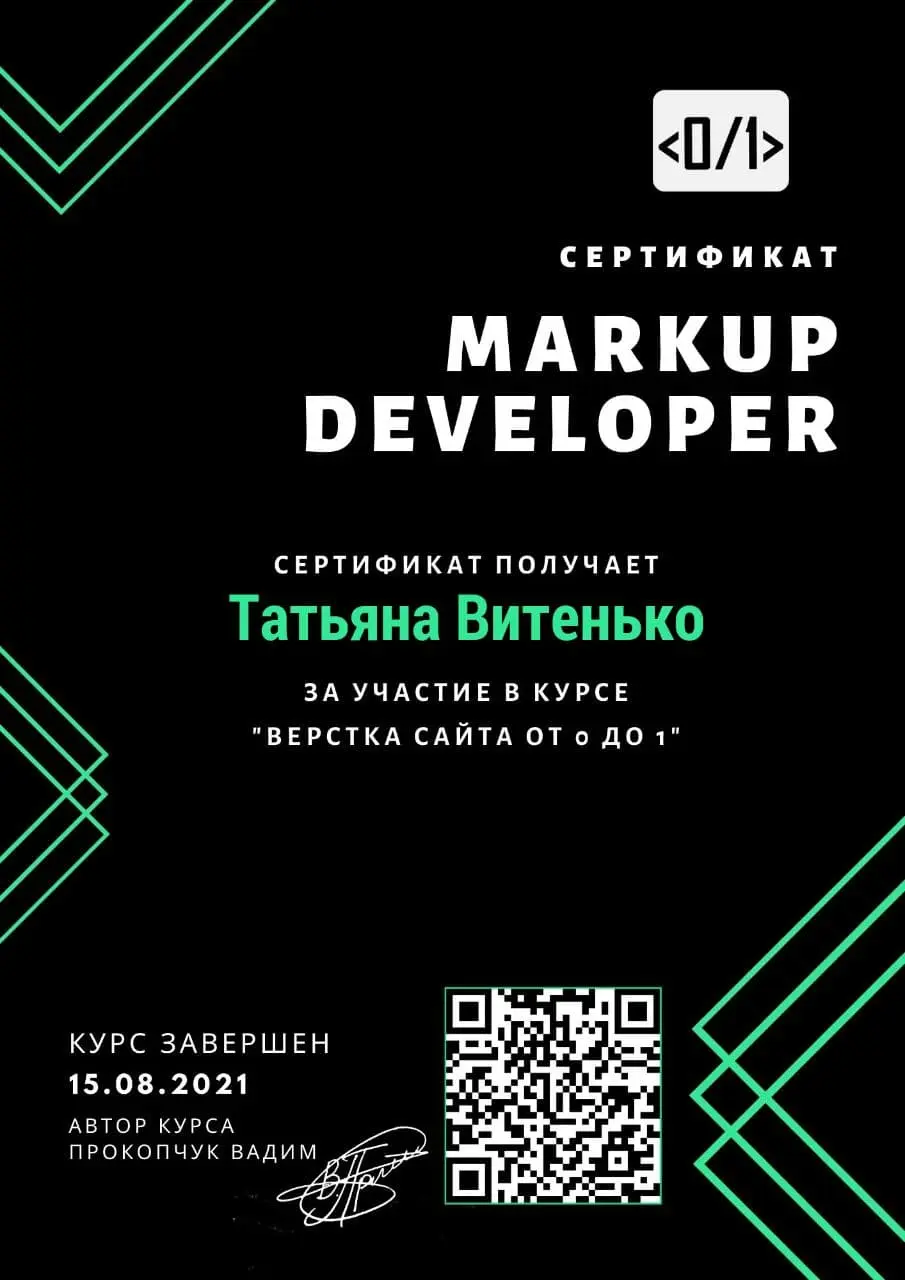 <0/1>
СЕРТИФИКАТ
MARKUP
DEVELOPER
СЕРТИФИКАТ ПОЛУЧАЕТ
Татьяна Витенько
ЗА УЧАСТИЕ В КУРСЕ
"ВЕРСТКА САЙТА ОТ 0 ДО 1"
КУРС ЗАВЕРШЕН
15.08.2021
АВТОР КУРСА
ПРОКОПЧУК ВАДИМ